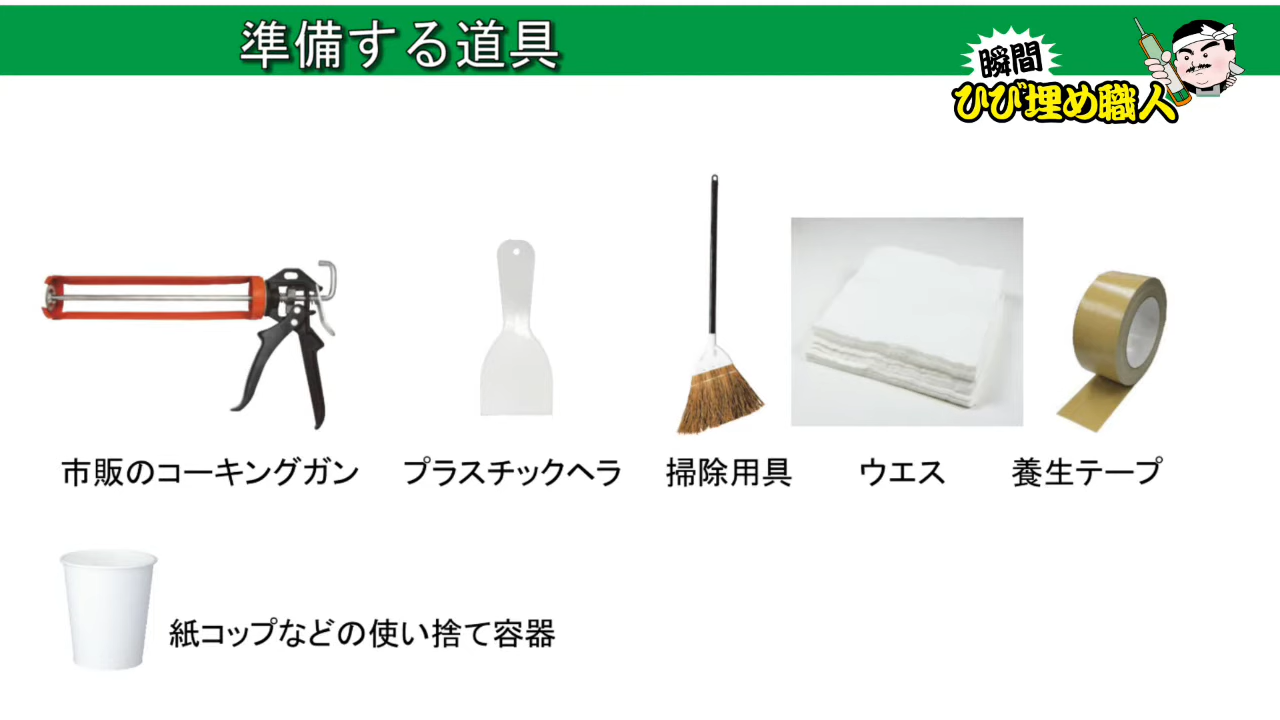 準備する道具
瞬間
ひび埋め職人
市販のコーキングガン
プラスチックヘラ
掃除用具
ウエス
養生テープ
紙コップなどの使い捨て容器